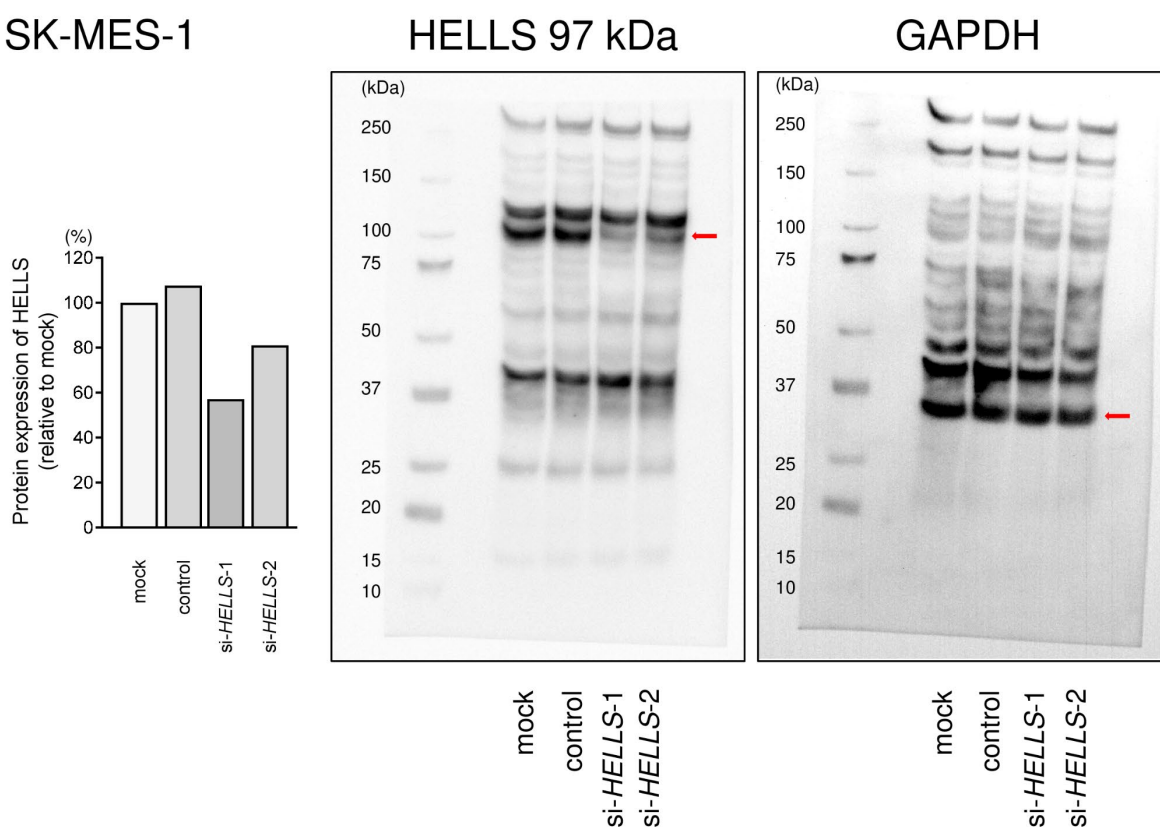 SK-MES-1
HELLS 97 kDa
GAPDH
(%)
120
100
80
60
40
20
0
Protein expression of HELLS
(relative to mock)
mock
control
si-HELLS-1
si-HELLS-2
(kDa)
250
150
100
75
50
37
25
20
15
10
mock
control
si-HELLS-1
si-HELLS-2
(kDa)
250
150
100
75
50
37
25
20
15
10
mock
control
si-HELLS-1
si-HELLS-2